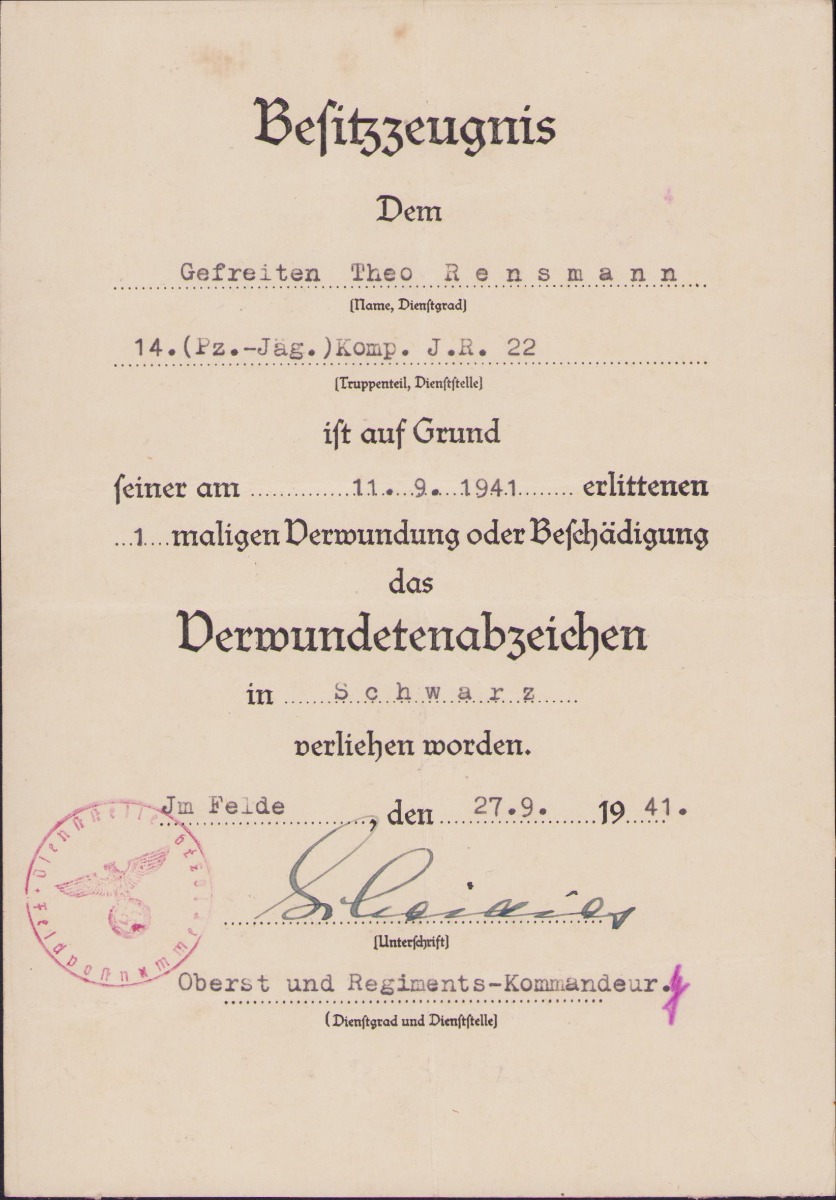 Besitzzeugnis
Dem
Gefreiten Theo Rensmann
(Name, Dienstgrad)
14.(Pz.-Jäg.)Komp. J.R. 22
(Truppenteil, Dienststelle)
ist auf Grund
seiner am 11. 9. 1941 erlittenen
1 maligen Verwundung oder Beschädigung
das
Verwundetenabzeichen
in Schwarz
verliehen worden.
Jm Felde, den 27.9. 1941.
(Unterschrift)
Oberst und Regiments-Kommandeur.
(Dienstgrad und Dienststelle)
Dienststelle
Feldpostnummer